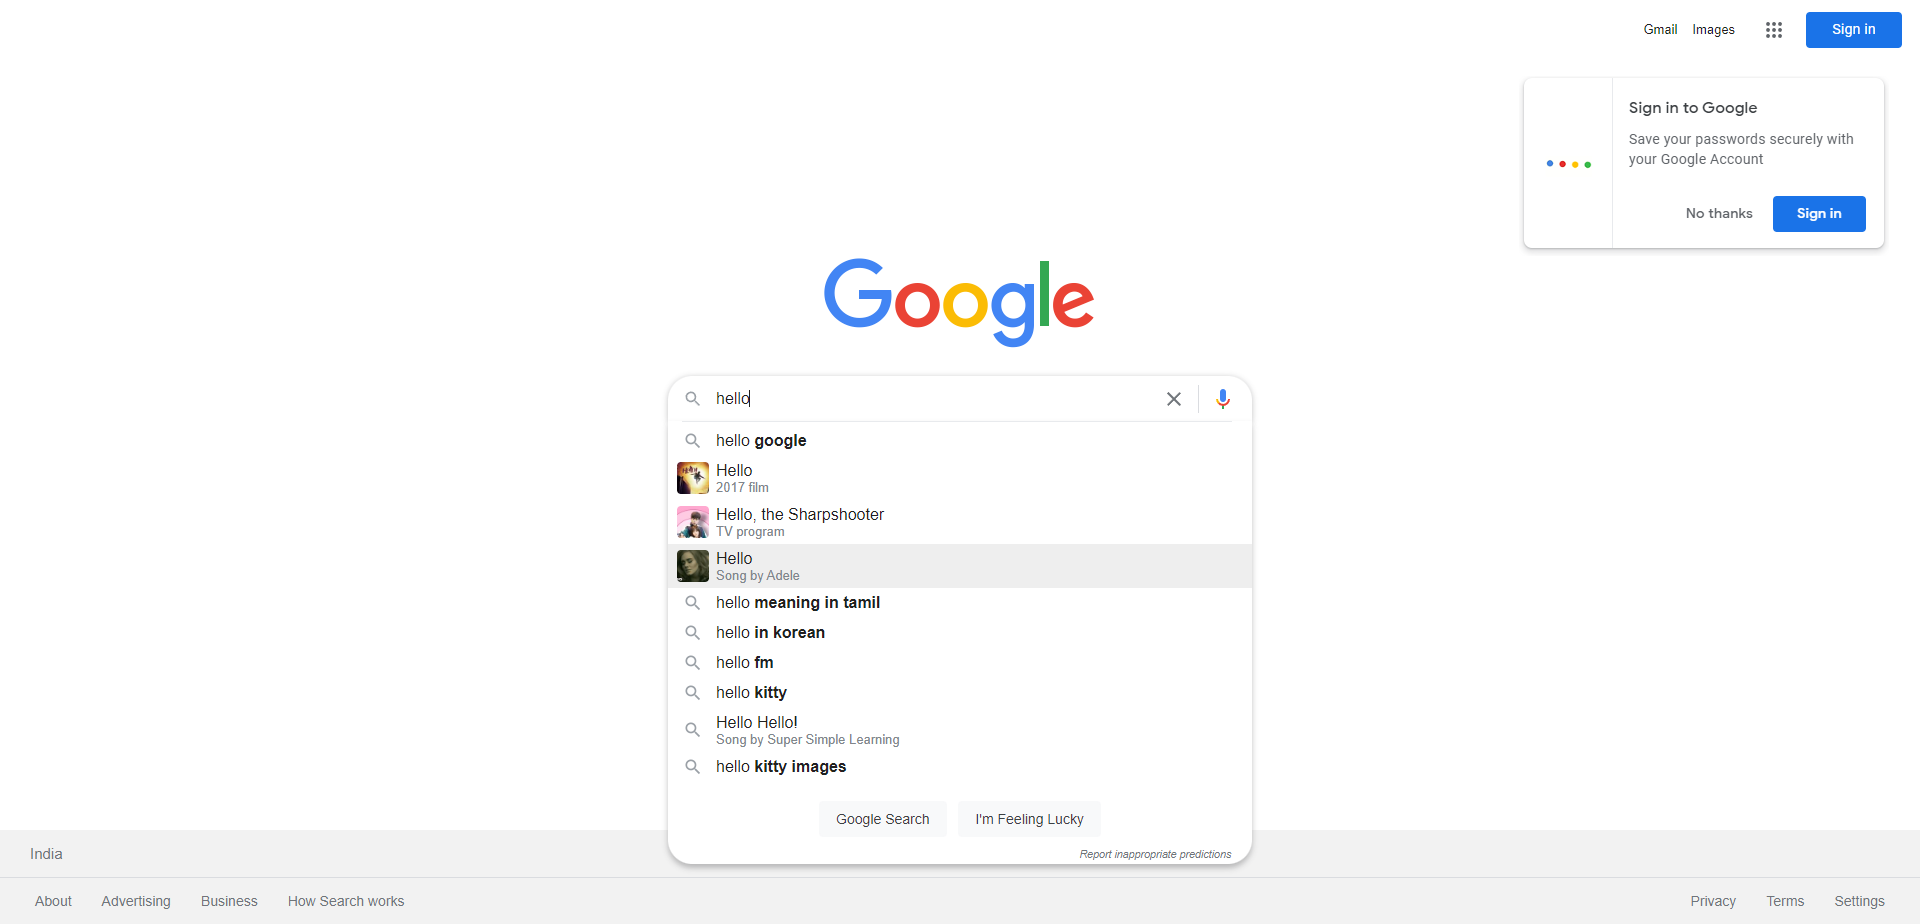 Gmail Images Sign in
Sign in to Google
Save your passwords securely with
your Google Account
No thanks Sign in
Google
hello
hello google
Hello
2017 film
Hello, the Sharpshooter
TV program
Hello
Song by Adele
hello meaning in tamil
hello in korean
hello fm
hello kitty
Hello Hello!
Song by Super Simple Learning
hello kitty images
Google Search I'm Feeling Lucky
Report inappropriate predictions
India
About Advertising Business How Search works Privacy Terms Settings